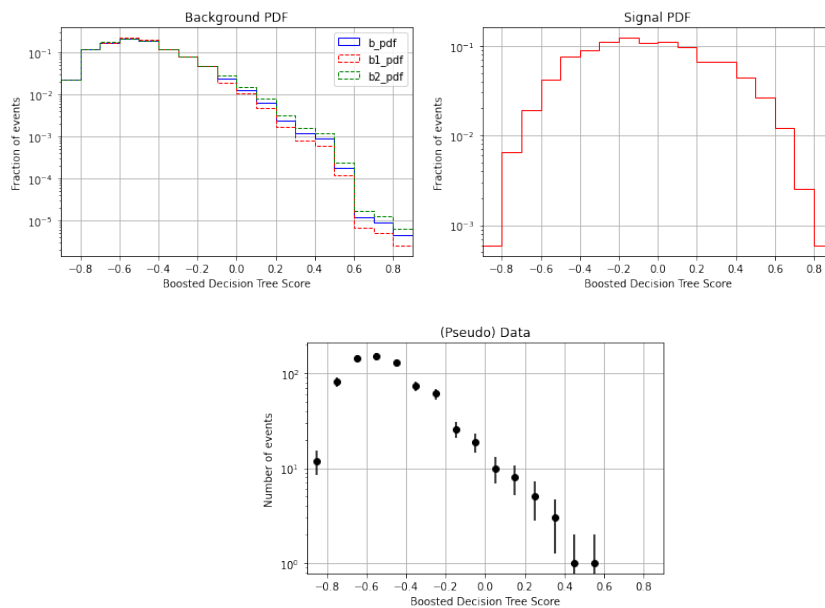 Background PDF
Fraction of events
10⁻¹
10⁻²
10⁻³
10⁻⁴
10⁻⁵
b_pdf
b1_pdf
b2_pdf
−0.8 −0.6 −0.4 −0.2 0.0 0.2 0.4 0.6 0.8
Boosted Decision Tree Score
Signal PDF
Fraction of events
10⁻¹
10⁻²
10⁻³
−0.8 −0.6 −0.4 −0.2 0.0 0.2 0.4 0.6 0.8
Boosted Decision Tree Score
(Pseudo) Data
Number of events
10²
10¹
10⁰
−0.8 −0.6 −0.4 −0.2 0.0 0.2 0.4 0.6 0.8
Boosted Decision Tree Score